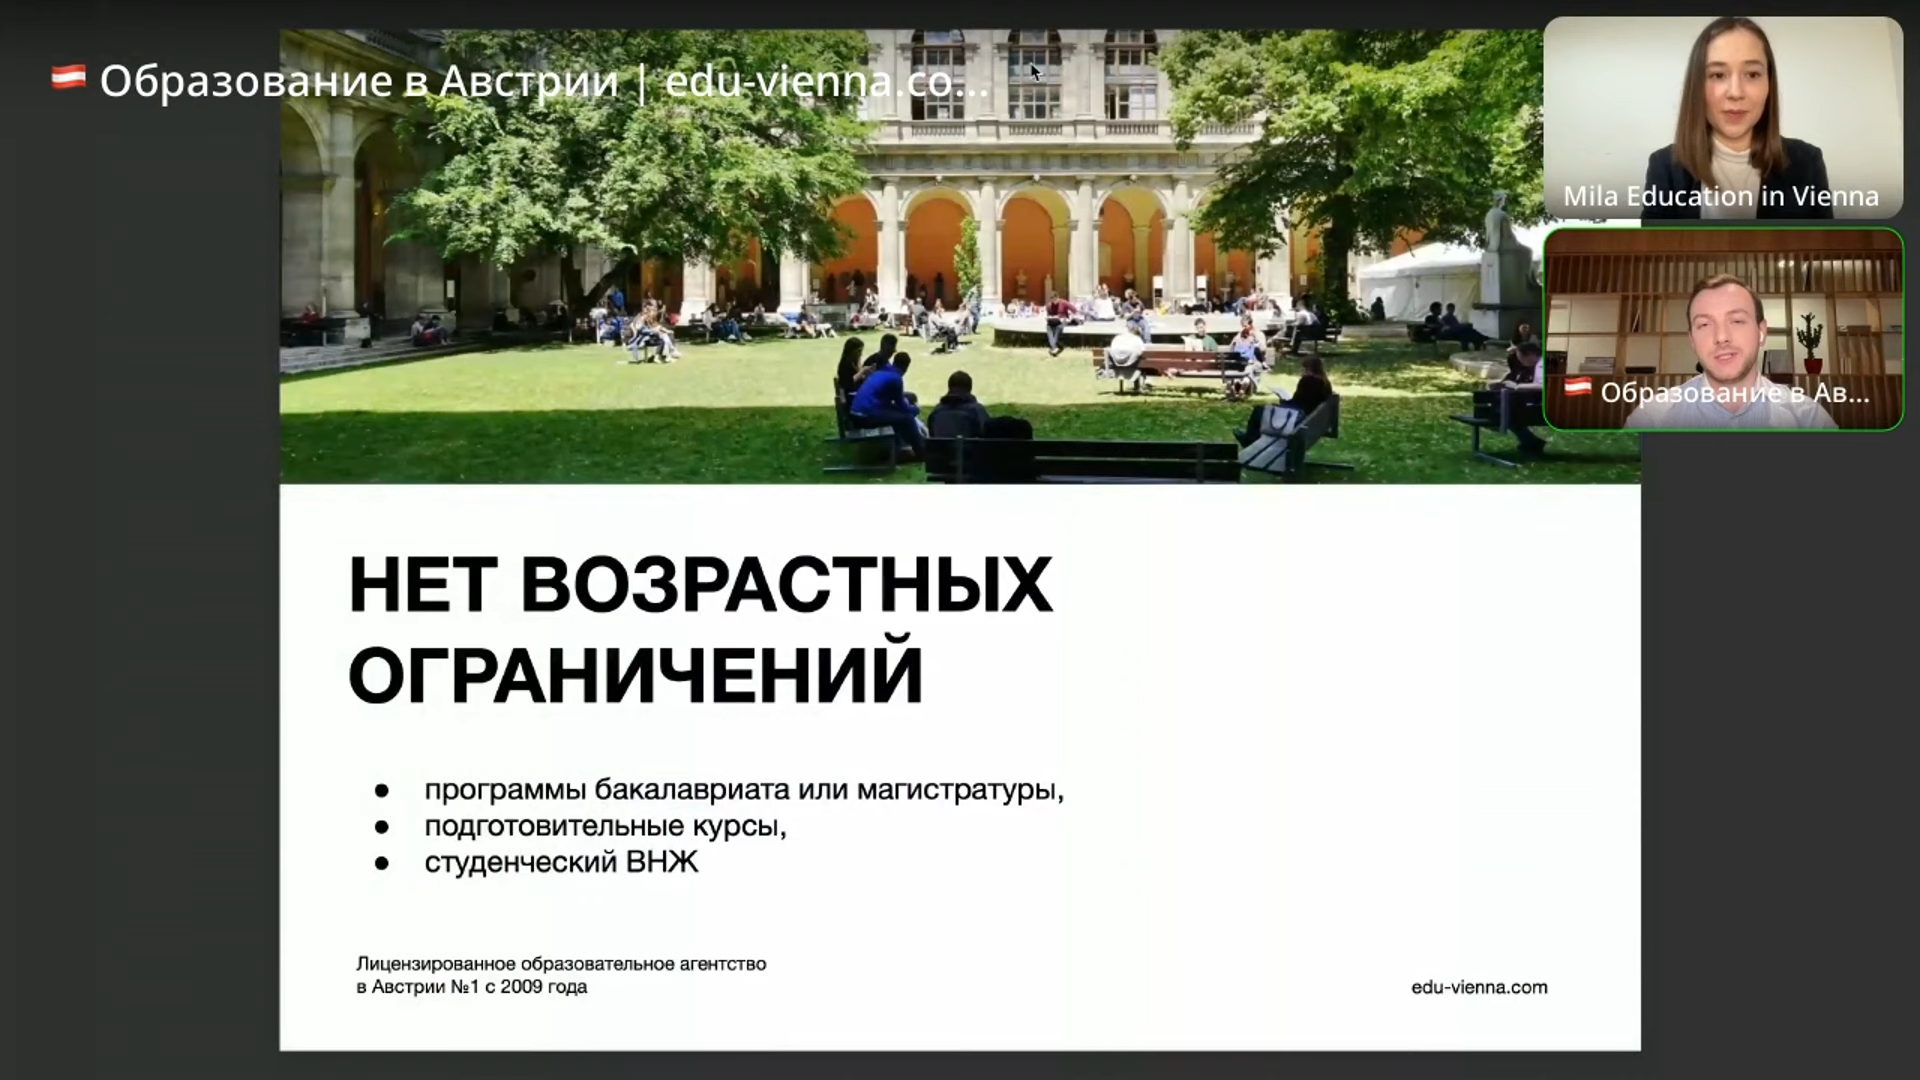 Образование в Австрии | edu-vienna.co...
Mila Education in Vienna
Образование в Ав...
НЕТ ВОЗРАСТНЫХ
ОГРАНИЧЕНИЙ
● программы бакалавриата или магистратуры,
● подготовительные курсы,
● студенческий ВНЖ
Лицензированное образовательное агентство
в Австрии №1 с 2009 года
edu-vienna.com